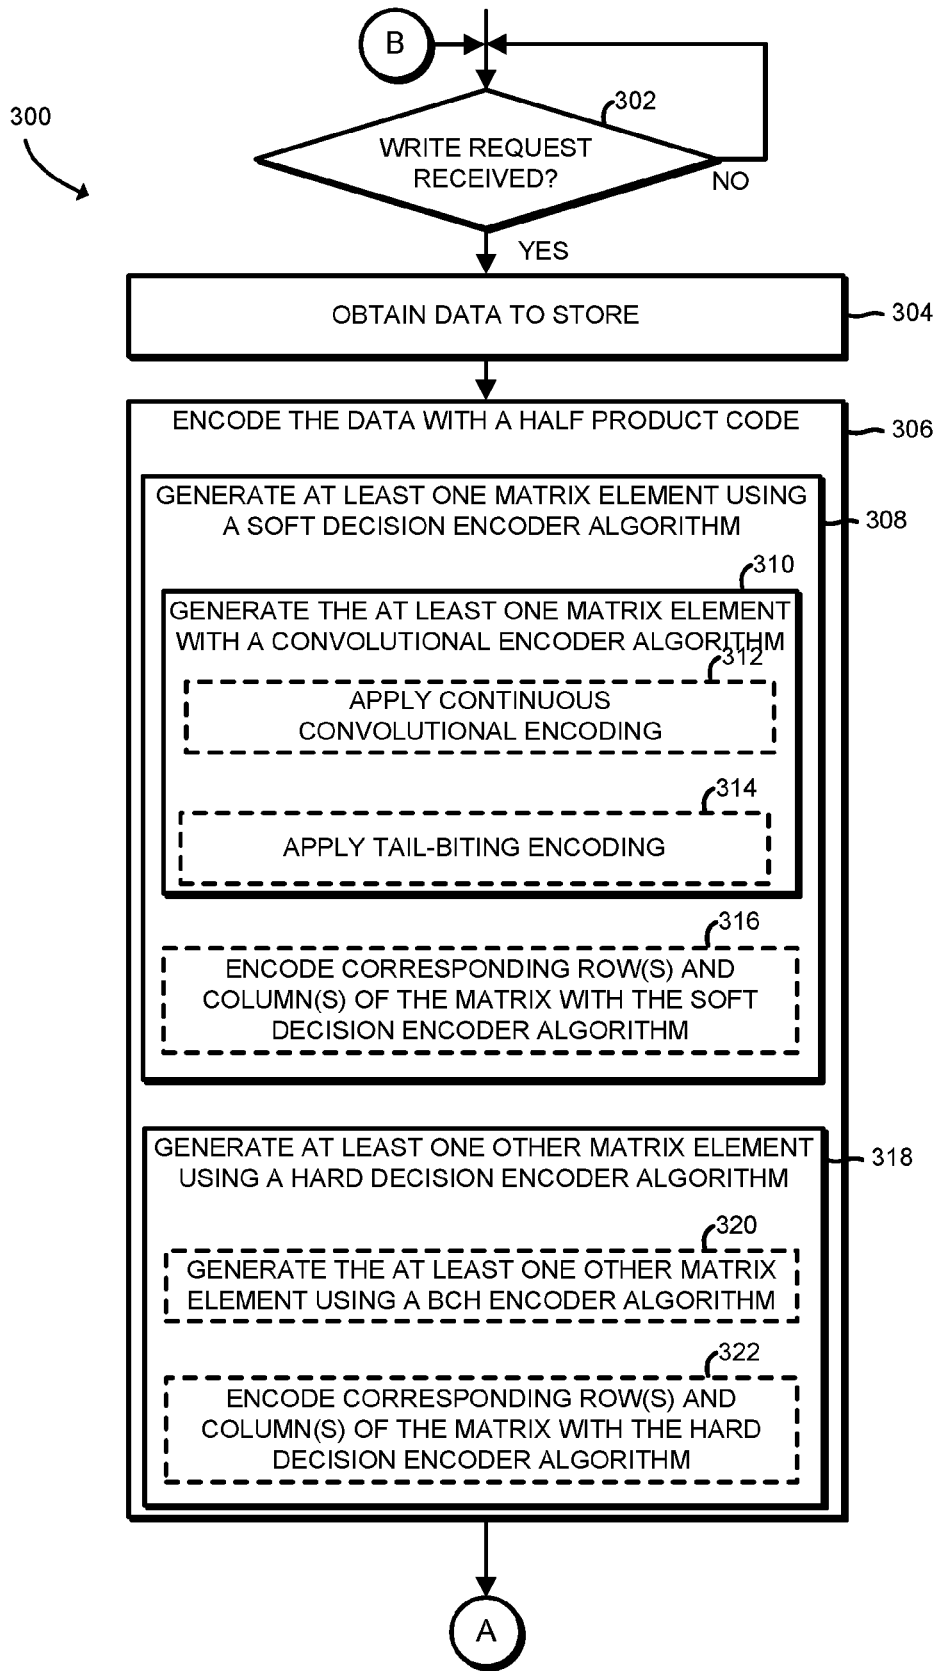 B
300
302
WRITE REQUEST
RECEIVED?
NO
YES
OBTAIN DATA TO STORE
304
ENCODE THE DATA WITH A HALF PRODUCT CODE
306
GENERATE AT LEAST ONE MATRIX ELEMENT USING
A SOFT DECISION ENCODER ALGORITHM
308
310
GENERATE THE AT LEAST ONE MATRIX ELEMENT
WITH A CONVOLUTIONAL ENCODER ALGORITHM
312
APPLY CONTINUOUS
CONVOLUTIONAL ENCODING
314
APPLY TAIL-BITING ENCODING
316
ENCODE CORRESPONDING ROW(S) AND
COLUMN(S) OF THE MATRIX WITH THE SOFT
DECISION ENCODER ALGORITHM
GENERATE AT LEAST ONE OTHER MATRIX ELEMENT
USING A HARD DECISION ENCODER ALGORITHM
318
320
GENERATE THE AT LEAST ONE OTHER MATRIX
ELEMENT USING A BCH ENCODER ALGORITHM
322
ENCODE CORRESPONDING ROW(S) AND
COLUMN(S) OF THE MATRIX WITH THE HARD
DECISION ENCODER ALGORITHM
A